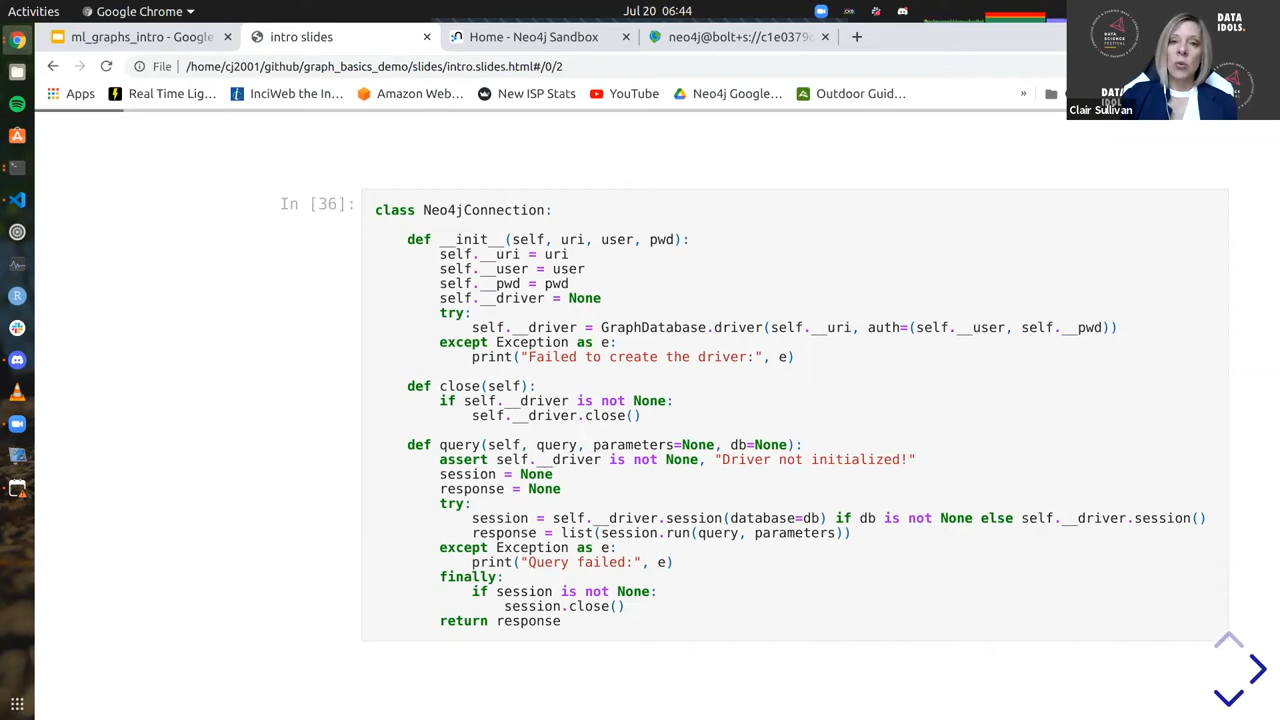 Activities
Google Chrome
Jul 20 06:44
ml_graphs_intro - Google
intro slides
Home - Neo4j Sandbox
neo4j@bolt+s://c1e0379c
File
/home/cj2001/github/graph_basics_demo/slides/intro.slides.html#/0/2
Apps
Real Time Lig...
InciWeb the In...
Amazon Web...
New ISP Stats
YouTube
Neo4j Google...
Outdoor Guid...
»
DATA SCIENCE FESTIVAL
DATA IDOLS.
Clair Sullivan
In [36]:
class Neo4jConnection:
def __init__(self, uri, user, pwd):
self.__uri = uri
self.__user = user
self.__pwd = pwd
self.__driver = None
try:
self.__driver = GraphDatabase.driver(self.__uri, auth=(self.__user, self.__pwd))
except Exception as e:
print("Failed to create the driver:", e)
def close(self):
if self.__driver is not None:
self.__driver.close()
def query(self, query, parameters=None, db=None):
assert self.__driver is not None, "Driver not initialized!"
session = None
response = None
try:
session = self.__driver.session(database=db) if db is not None else self.__driver.session()
response = list(session.run(query, parameters))
except Exception as e:
print("Query failed:", e)
finally:
if session is not None:
session.close()
return response